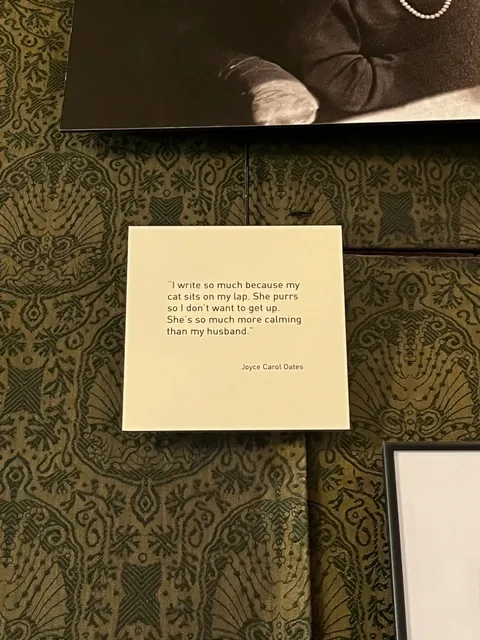 "I write so much because my
cat sits on my lap. She purrs
so I don't want to get up.
She's so much more calming
than my husband."
Joyce Carol Oates